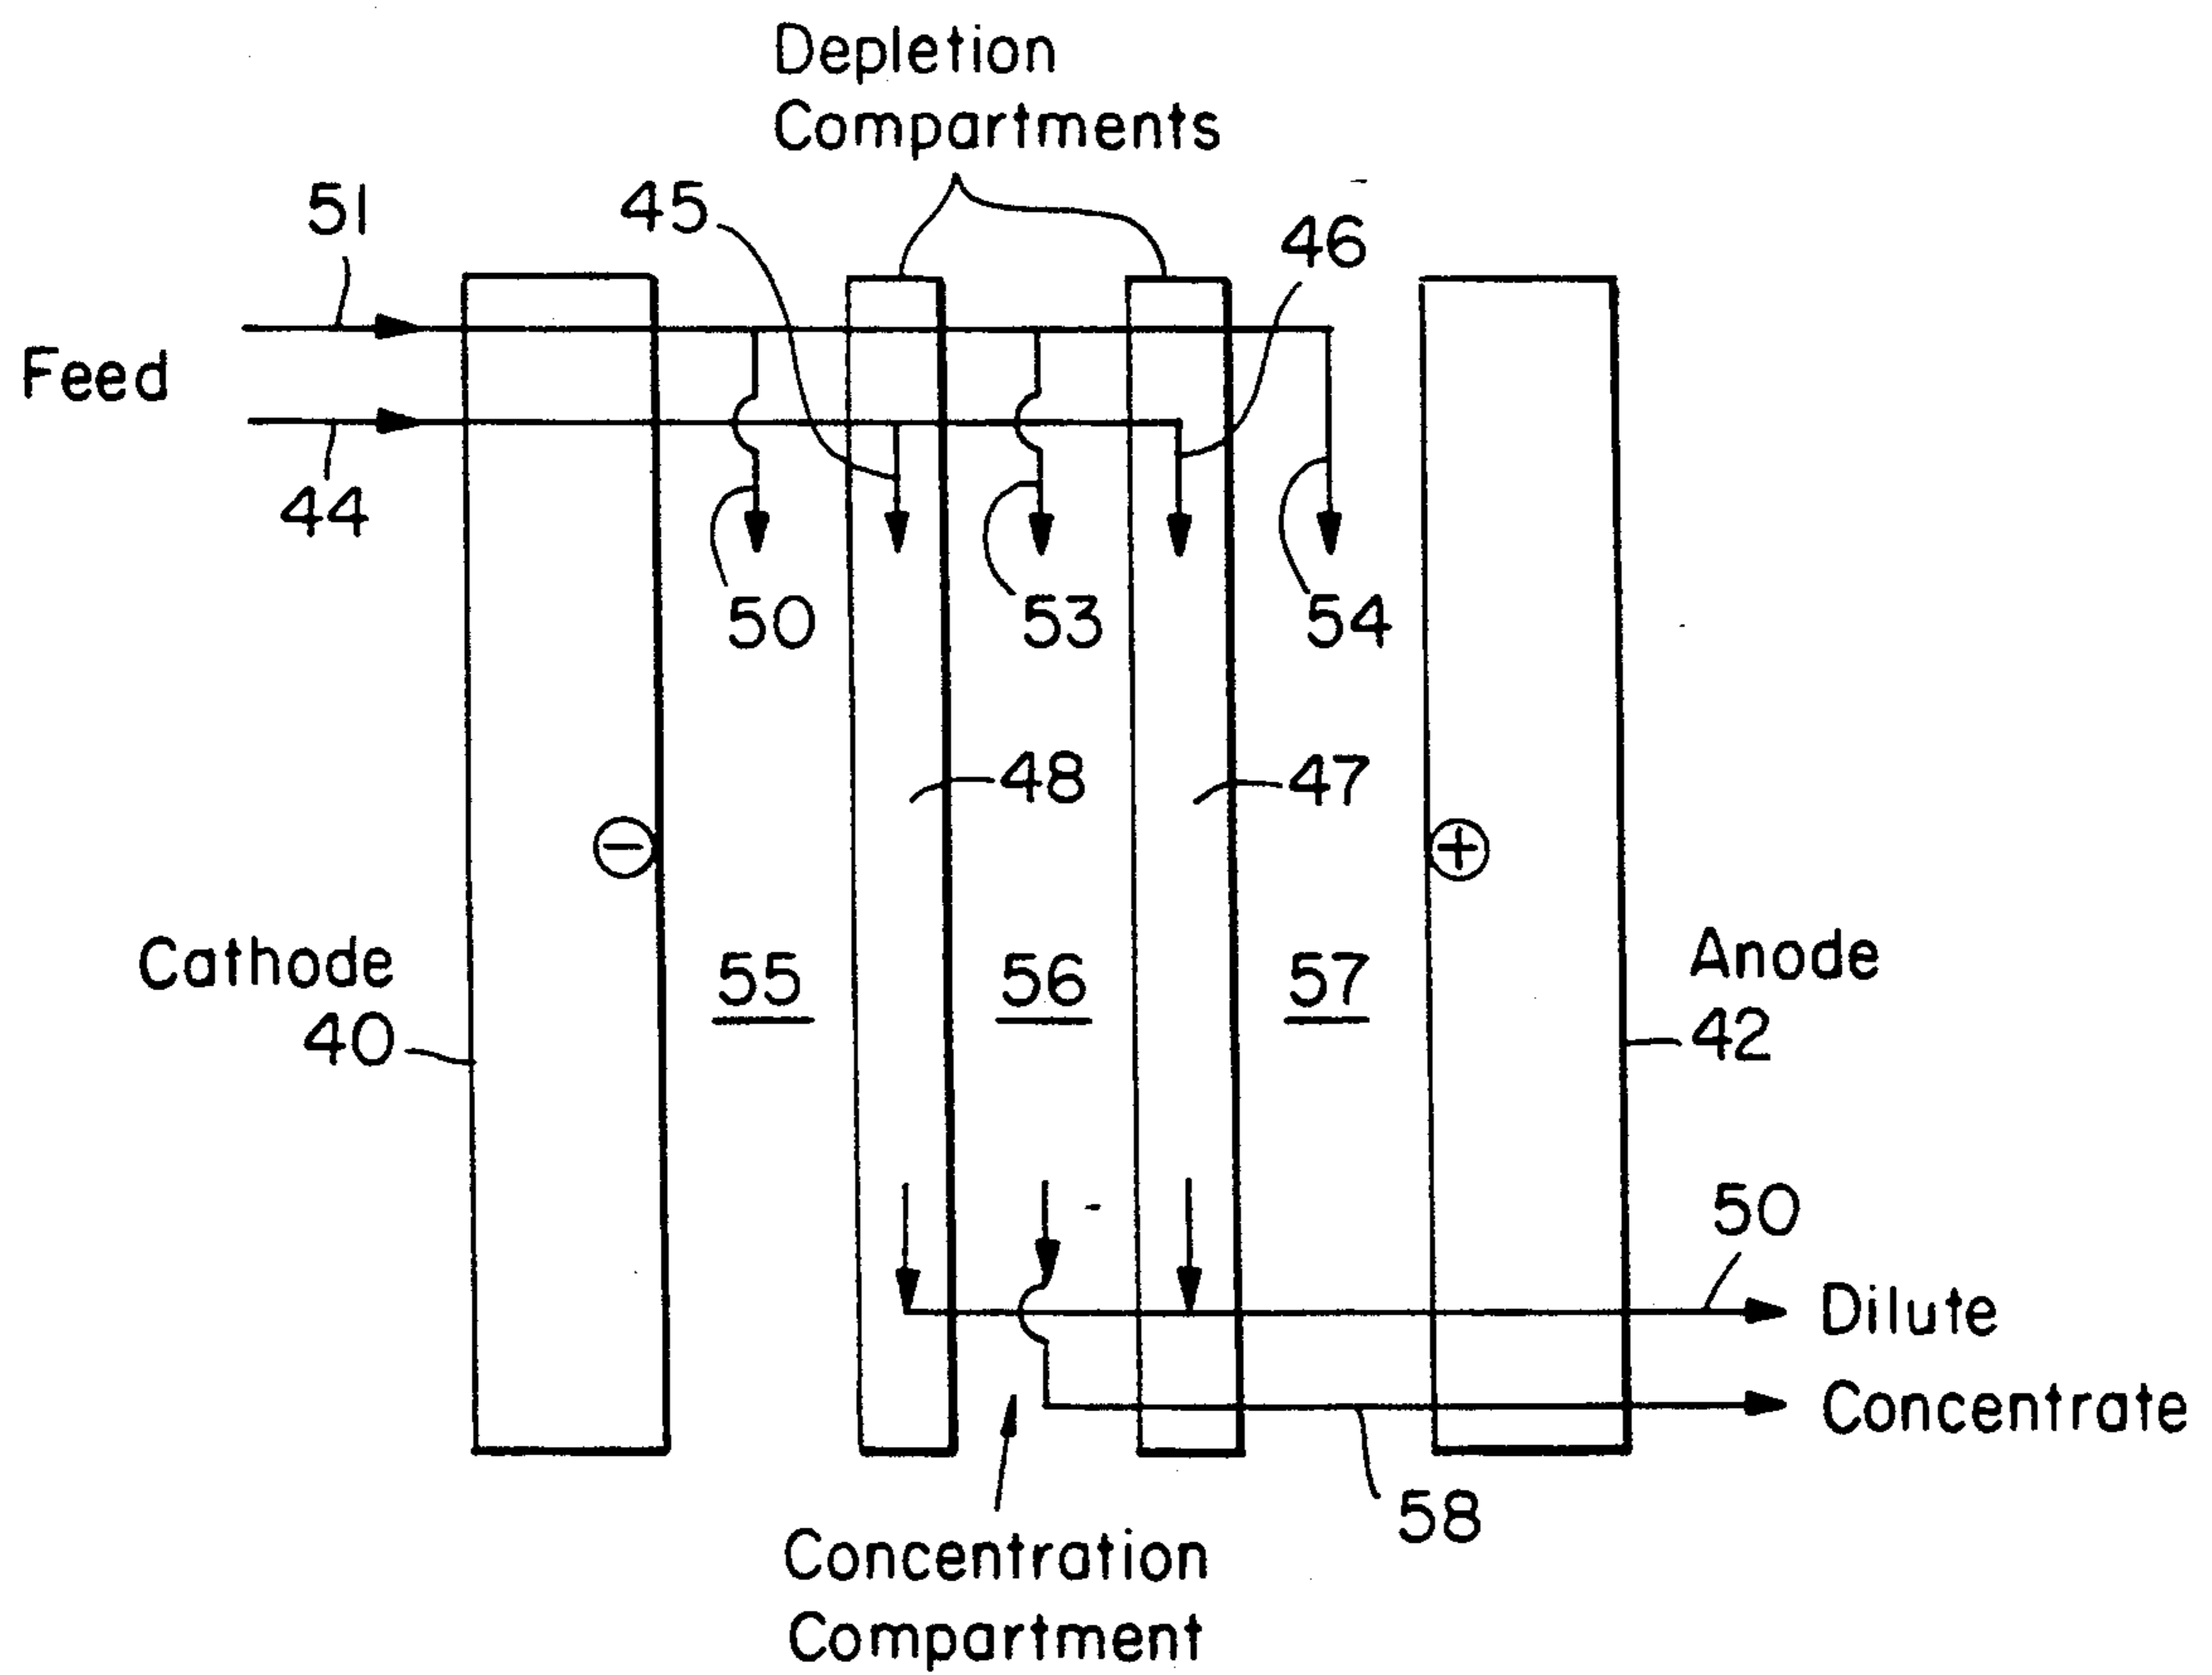 Depletion
Compartments
51
45
46
Feed
44
50
53
54
48
47
Cathode
40
55
56
57
Anode
42
50
Dilute
Concentrate
58
Concentration
Compartment